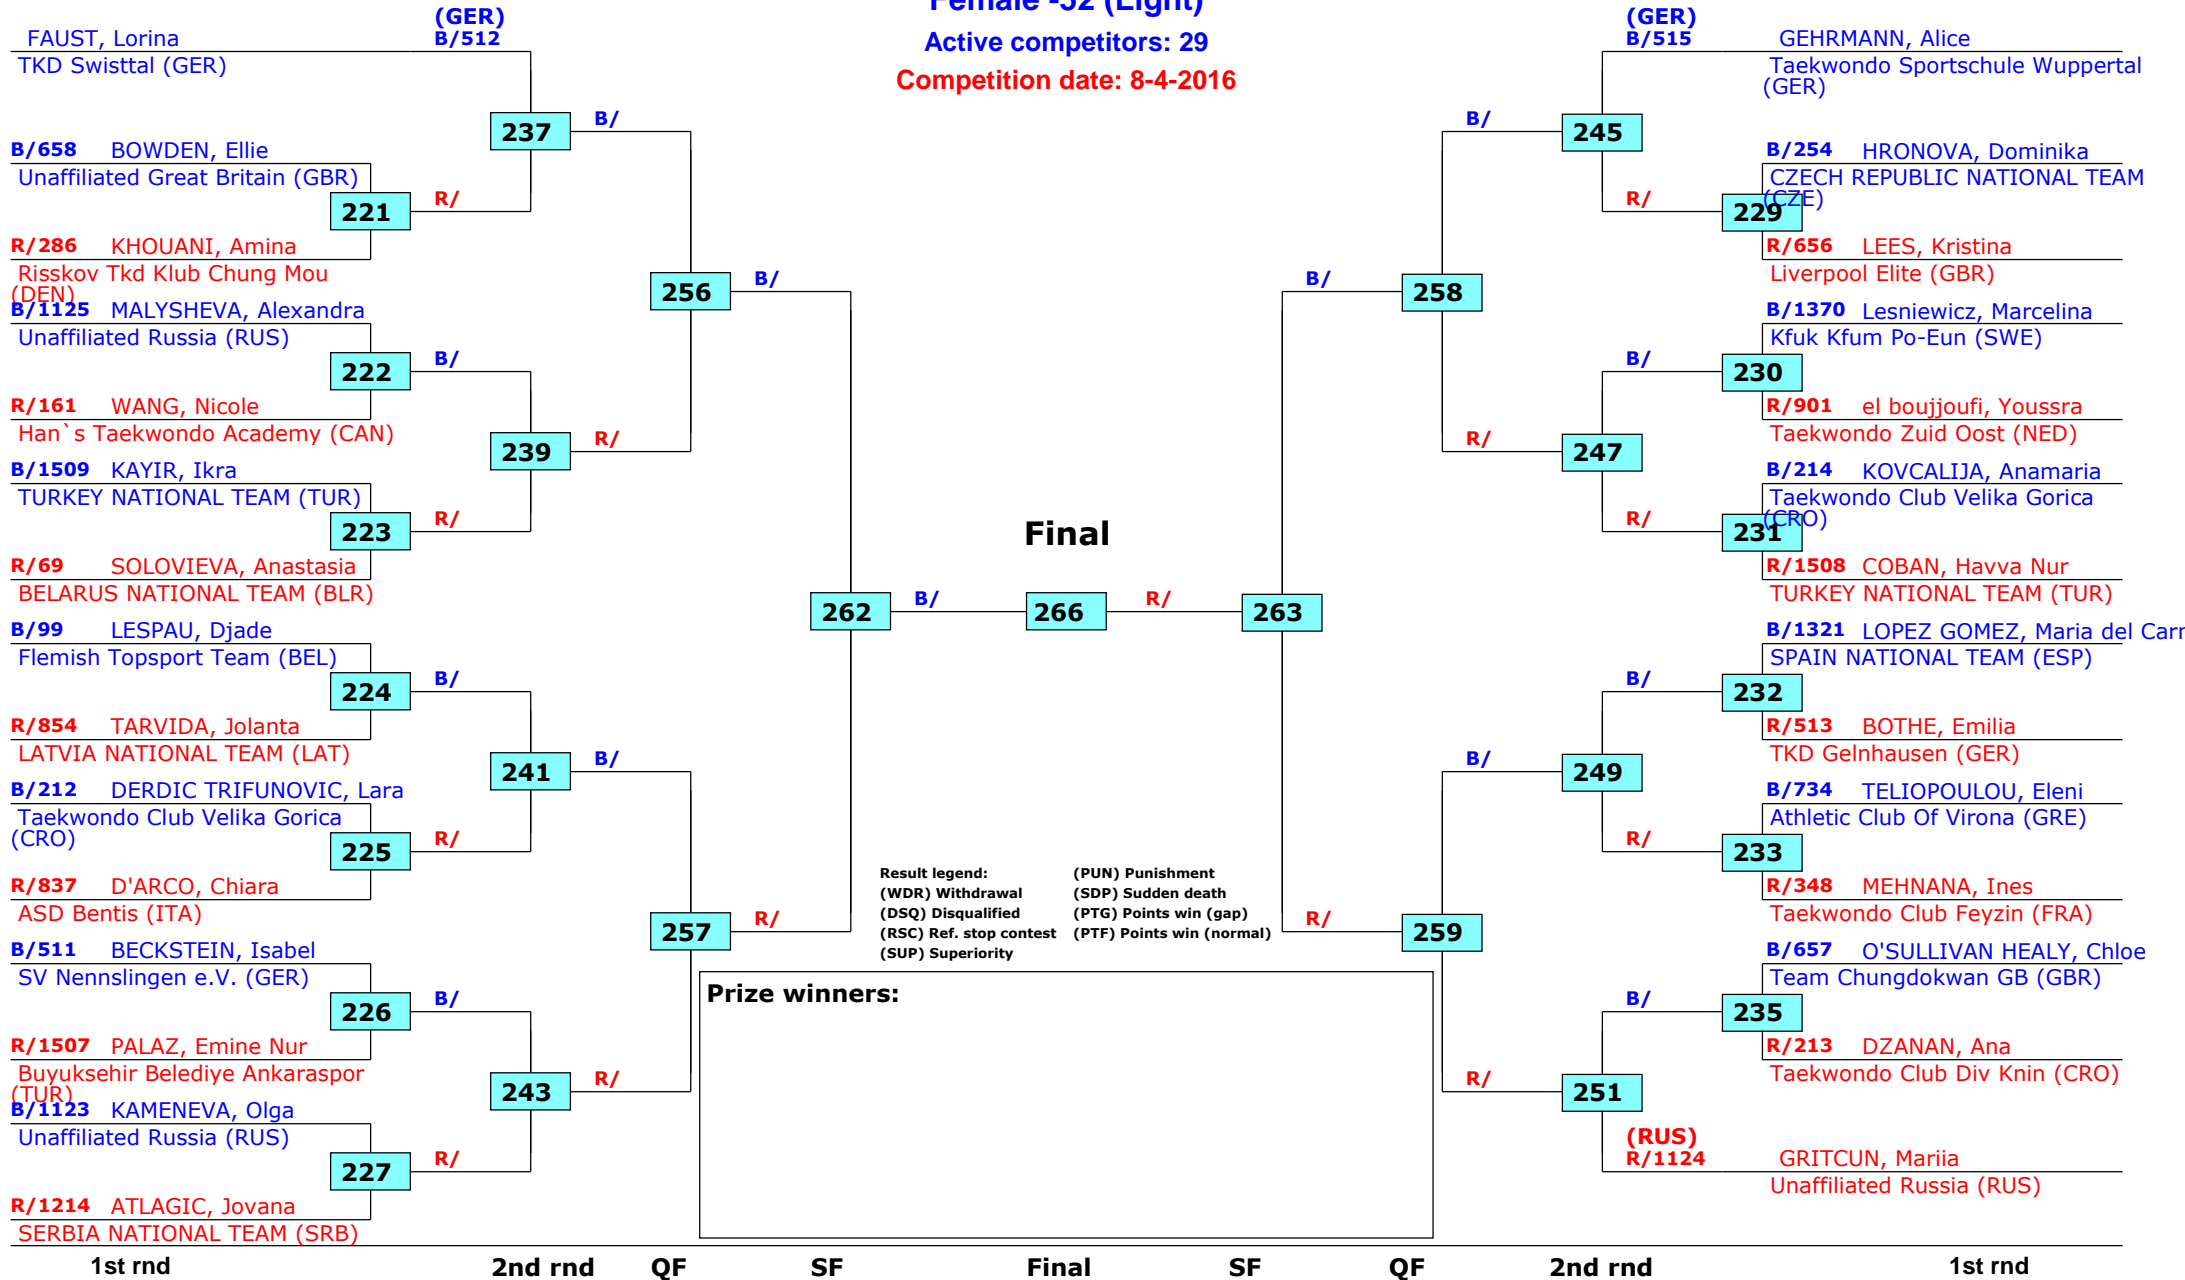 Female -52 (Light)
Active competitors: 29
Competition date: 8-4-2016
FAUST, Lorina
TKD Swisttal (GER)
(GER)
B/512
237
B/
B/658 BOWDEN, Ellie
Unaffiliated Great Britain (GBR)
221
R/
R/286 KHOUANI, Amina
Risskov Tkd Klub Chung Mou
(DEN)
256
B/
B/1125 MALYSHEVA, Alexandra
Unaffiliated Russia (RUS)
222
B/
R/161 WANG, Nicole
Han`s Taekwondo Academy (CAN)
239
R/
B/1509 KAYIR, Ikra
TURKEY NATIONAL TEAM (TUR)
223
R/
R/69 SOLOVIEVA, Anastasia
BELARUS NATIONAL TEAM (BLR)
262
B/
B/99 LESPAU, Djade
Flemish Topsport Team (BEL)
224
B/
R/854 TARVIDA, Jolanta
LATVIA NATIONAL TEAM (LAT)
241
B/
B/212 DERDIC TRIFUNOVIC, Lara
Taekwondo Club Velika Gorica
(CRO)
225
R/
R/837 D'ARCO, Chiara
ASD Bentis (ITA)
257
R/
B/511 BECKSTEIN, Isabel
SV Nennslingen e.V. (GER)
226
B/
R/1507 PALAZ, Emine Nur
Buyuksehir Belediye Ankaraspor
(TUR)
243
R/
B/1123 KAMENEVA, Olga
Unaffiliated Russia (RUS)
227
R/
R/1214 ATLAGIC, Jovana
SERBIA NATIONAL TEAM (SRB)
Final
266
R/
263
(GER)
B/515
GEHRMANN, Alice
Taekwondo Sportschule Wuppertal
(GER)
B/
245
B/254 HRONOVA, Dominika
CZECH REPUBLIC NATIONAL TEAM
(CZE)
R/
229
R/656 LEES, Kristina
Liverpool Elite (GBR)
B/
258
B/1370 Lesniewicz, Marcelina
Kfuk Kfum Po-Eun (SWE)
B/
230
R/901 el boujjoufi, Youssra
Taekwondo Zuid Oost (NED)
R/
247
B/214 KOVCALIJA, Anamaria
Taekwondo Club Velika Gorica
(CRO)
R/
231
R/1508 COBAN, Havva Nur
TURKEY NATIONAL TEAM (TUR)
B/1321 LOPEZ GOMEZ, Maria del
SPAIN NATIONAL TEAM (ESP)
B/
232
R/513 BOTHE, Emilia
TKD Gelnhausen (GER)
B/
249
B/734 TELIOPOULOU, Eleni
Athletic Club Of Virona (GRE)
R/
233
R/348 MEHNANA, Ines
Taekwondo Club Feyzin (FRA)
R/
259
B/657 O'SULLIVAN HEALY, Chloe
Team Chungdokwan GB (GBR)
B/
235
R/213 DZANAN, Ana
Taekwondo Club Div Knin (CRO)
R/
251
(RUS)
R/1124
GRITCUN, Mariia
Unaffiliated Russia (RUS)
Result legend:
(WDR) Withdrawal
(DSQ) Disqualified
(RSC) Ref. stop contest
(SUP) Superiority
(PUN) Punishment
(SDP) Sudden death
(PTG) Points win (gap)
(PTF) Points win (normal)
Prize winners:
1st rnd 2nd rnd QF SF Final SF QF 2nd rnd 1st rnd